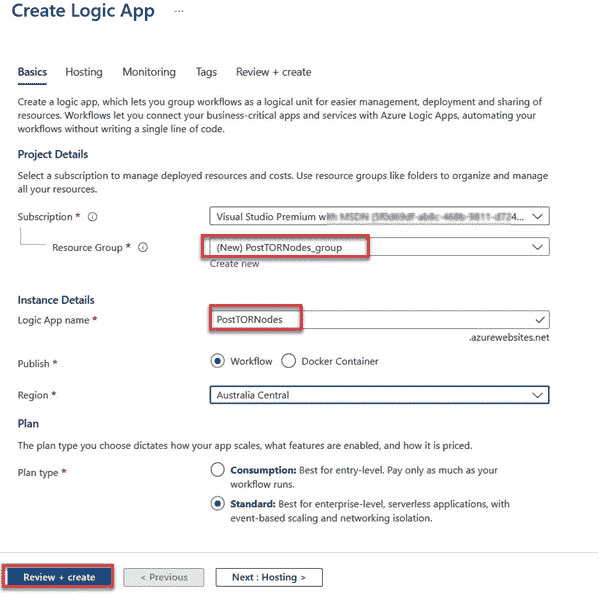 Create Logic App ...
Basics Hosting Monitoring Tags Review + create
Create a logic app, which lets you group workflows as a logical unit for easier management, deployment and sharing of
resources. Workflows let you connect your business-critical apps and services with Azure Logic Apps, automating your
workflows without writing a single line of code.
Project Details
Select a subscription to manage deployed resources and costs. Use resource groups like folders to organize and manage
all your resources.
Subscription *
Visual Studio Premium with MSDN
Resource Group *
(New) PostTORNodes_group
Create new
Instance Details
Logic App name *
PostTORNodes
.azurewebsites.net
Publish *
Workflow Docker Container
Region *
Australia Central
Plan
The plan type you choose dictates how your app scales, what features are enabled, and how it is priced.
Plan type *
Consumption: Best for entry-level. Pay only as much as your
workflow runs.
Standard: Best for enterprise-level, serverless applications, with
event-based scaling and networking isolation.
Review + create < Previous Next : Hosting >